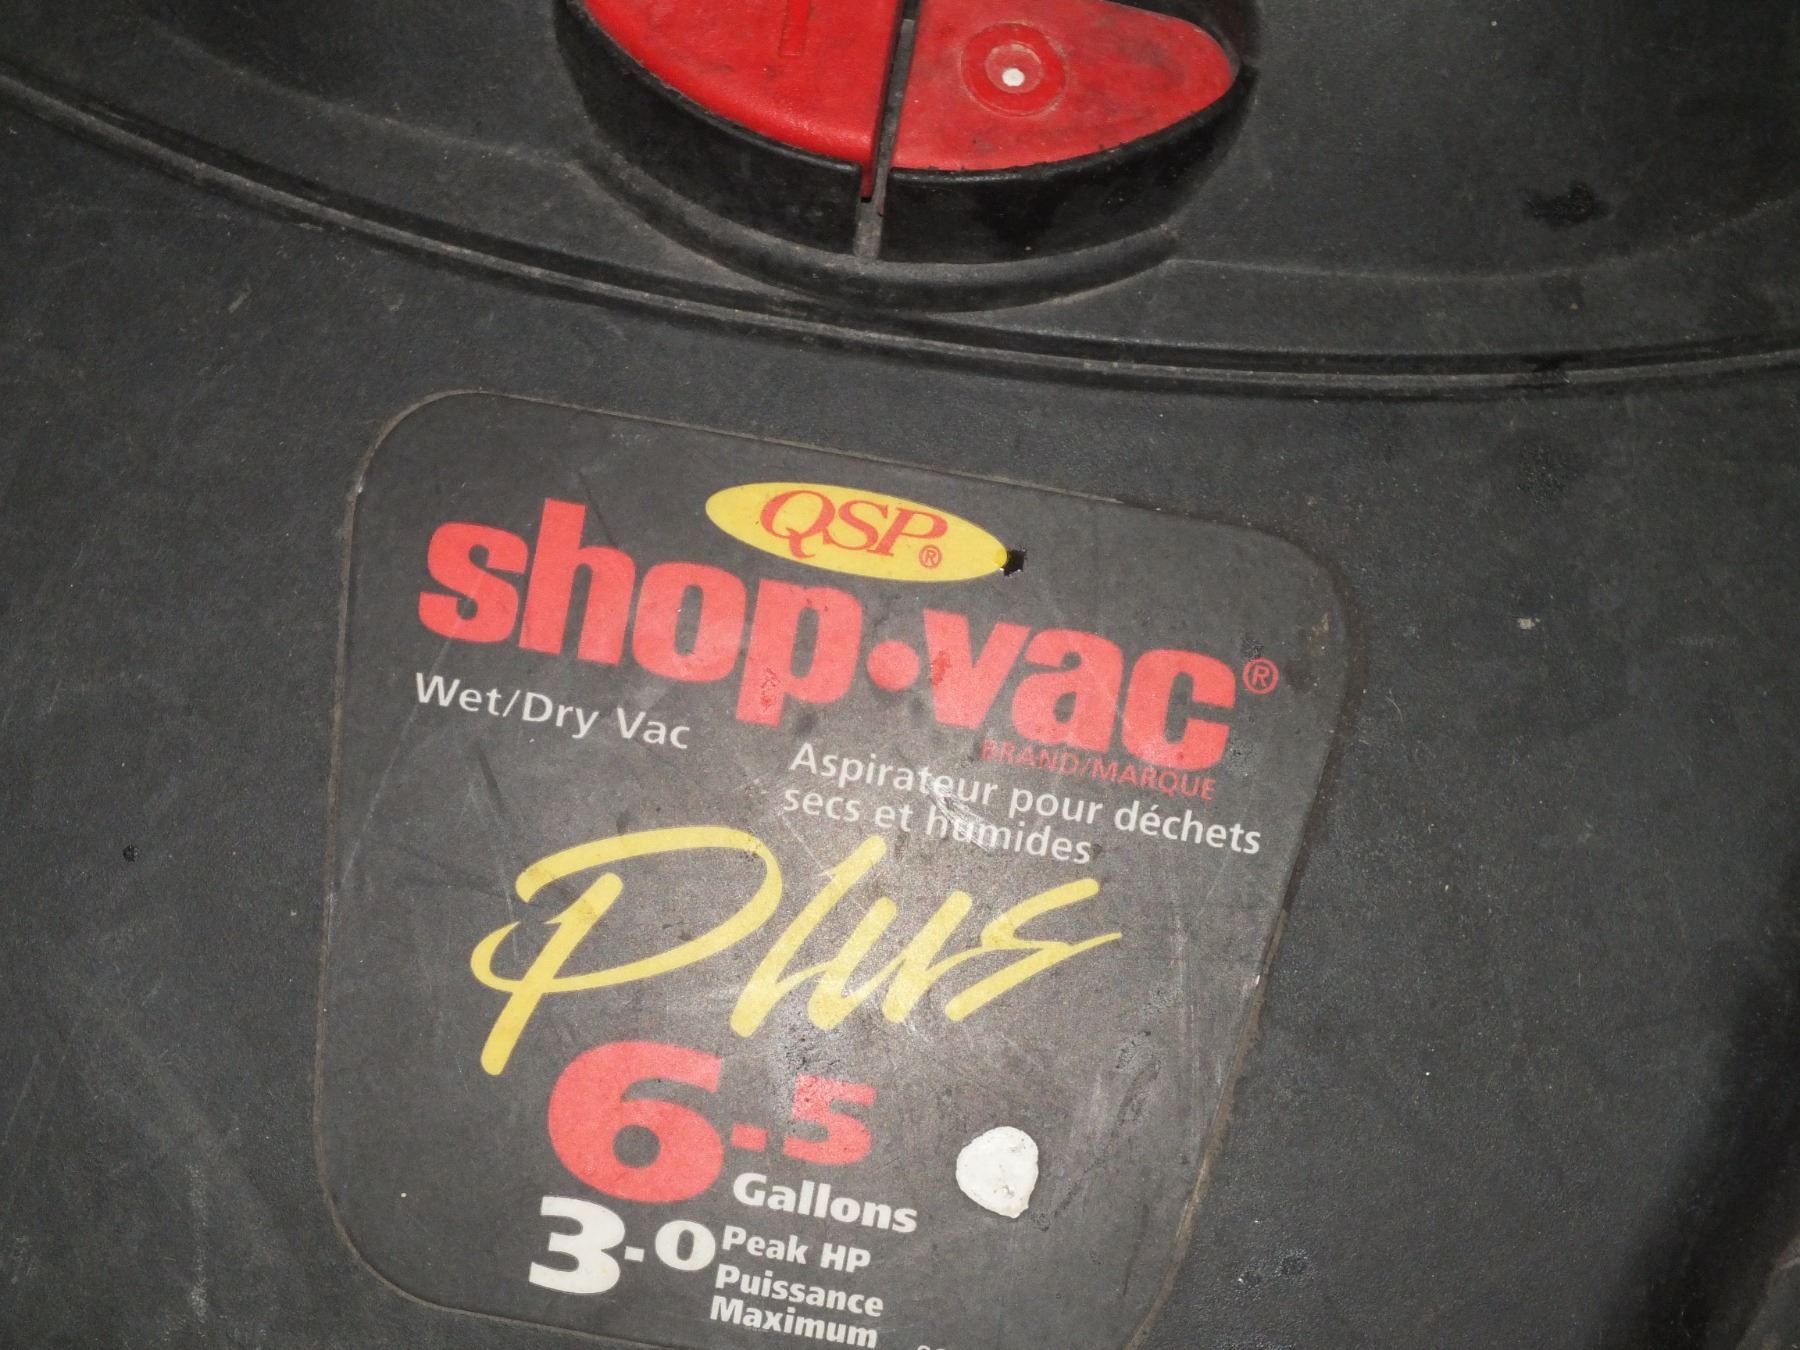 QSP®
shop·vac®
BRAND/MARQUE
Wet/Dry Vac
Aspirateur pour déchets
secs et humides
Plus
6.5
Gallons
3.0 Peak HP
Puissance
Maximum